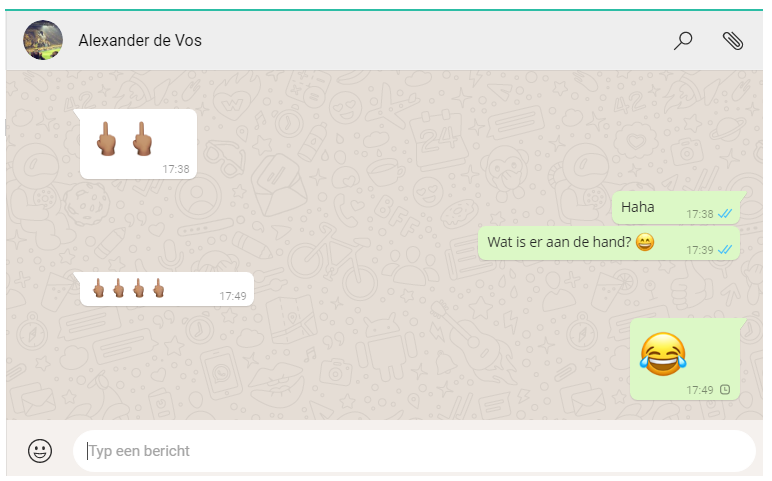 Alexander de Vos
🖕🏽🖕🏽
17:38
Haha
17:38
Wat is er aan de hand? 😄
17:39
🖕🏽🖕🏽🖕🏽🖕🏽
17:49
😂
17:49
Typ een bericht